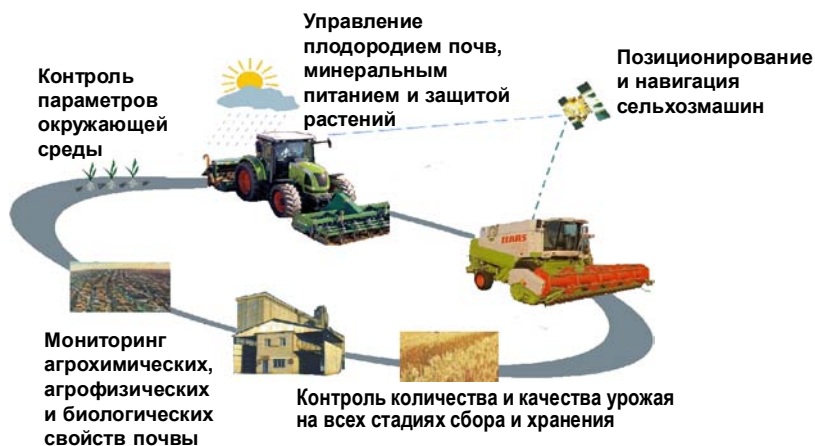 Управление
плодородием почв,
минеральным
питанием и защитой
растений
Позиционирование
и навигация
сельхозмашин
Контроль
параметров
окружающей
среды
CLAAS
Мониторинг
агрохимических,
агрофизических
и биологических
свойств почвы
Контроль количества и качества урожая
на всех стадиях сбора и хранения